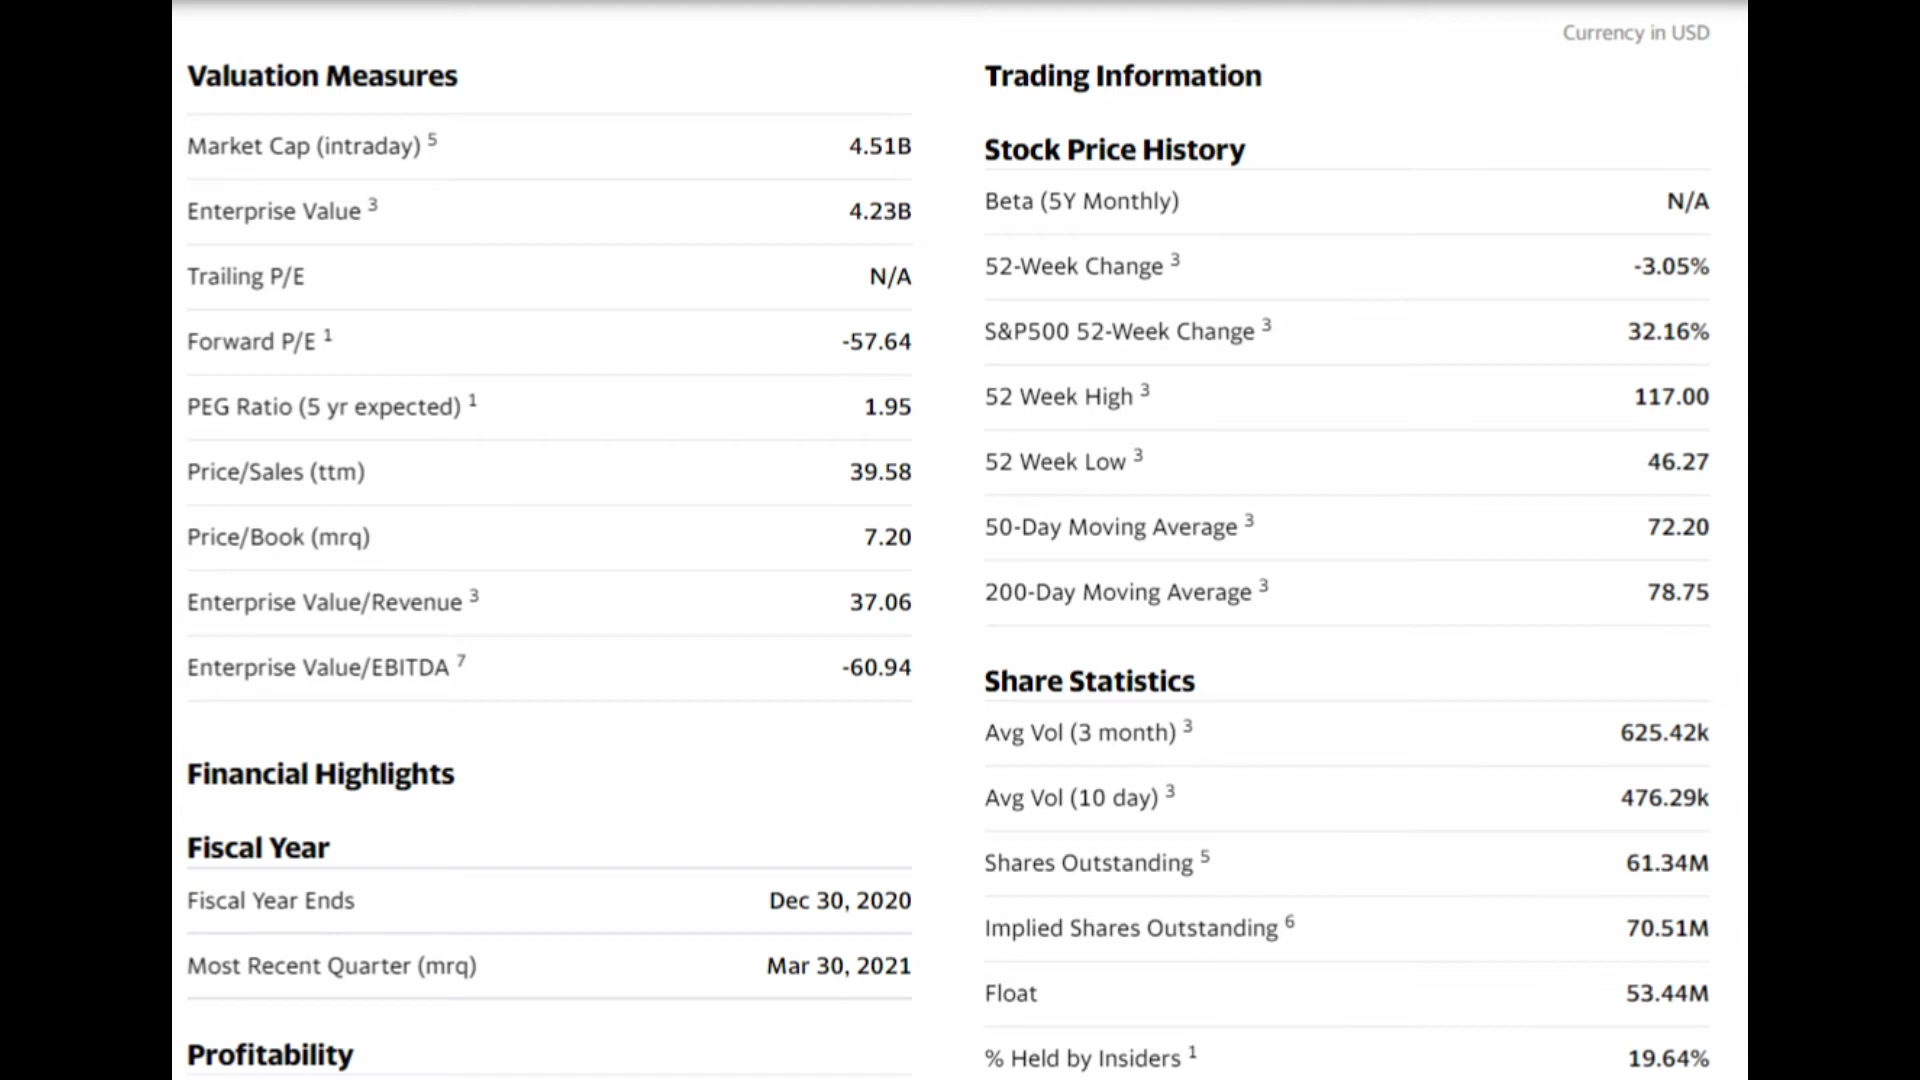 Currency in USD
Valuation Measures
Market Cap (intraday) 5 4.51B
Enterprise Value 3 4.23B
Trailing P/E N/A
Forward P/E 1 -57.64
PEG Ratio (5 yr expected) 1 1.95
Price/Sales (ttm) 39.58
Price/Book (mrq) 7.20
Enterprise Value/Revenue 3 37.06
Enterprise Value/EBITDA 7 -60.94
Financial Highlights
Fiscal Year
Fiscal Year Ends Dec 30, 2020
Most Recent Quarter (mrq) Mar 30, 2021
Profitability
Trading Information
Stock Price History
Beta (5Y Monthly) N/A
52-Week Change 3 -3.05%
S&P500 52-Week Change 3 32.16%
52 Week High 3 117.00
52 Week Low 3 46.27
50-Day Moving Average 3 72.20
200-Day Moving Average 3 78.75
Share Statistics
Avg Vol (3 month) 3 625.42k
Avg Vol (10 day) 3 476.29k
Shares Outstanding 5 61.34M
Implied Shares Outstanding 6 70.51M
Float 53.44M
% Held by Insiders 1 19.64%